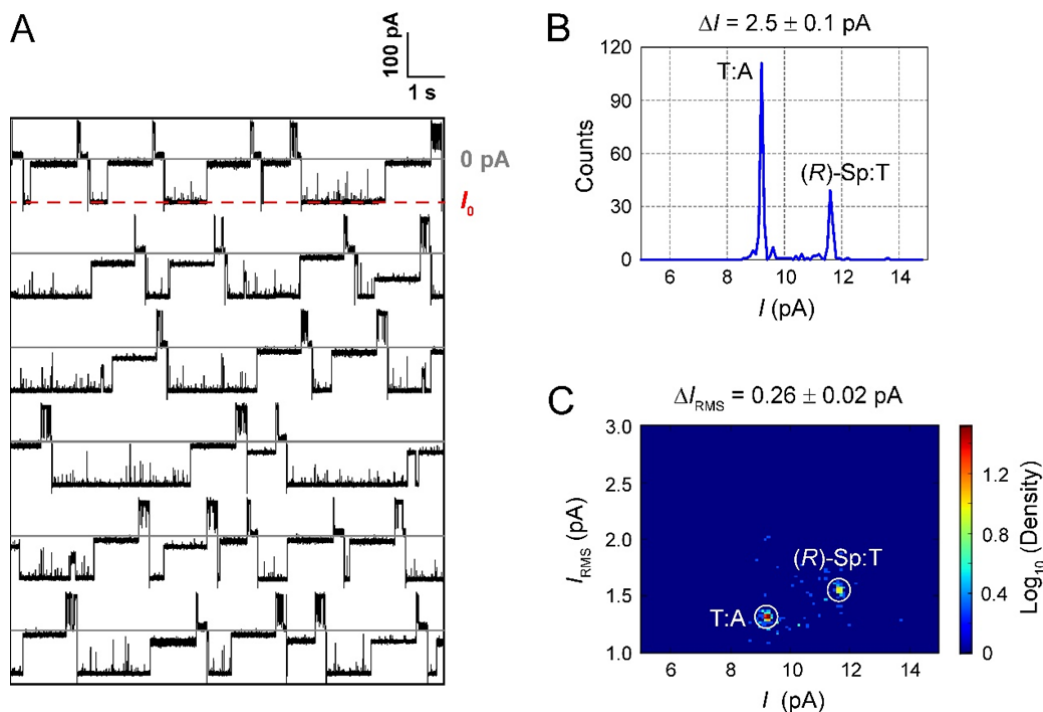 A
100 pA
1 s
0 pA
I₀
B
ΔI = 2.5 ± 0.1 pA
120
90
60
30
0
Counts
T:A
(R)-Sp:T
6 8 10 12 14
I (pA)
C
ΔI_RMS = 0.26 ± 0.02 pA
3.0
2.5
2.0
1.5
1.0
I_RMS (pA)
(R)-Sp:T
T:A
6 8 10 12 14
I (pA)
1.2
0.8
0.4
0
Log₁₀ (Density)